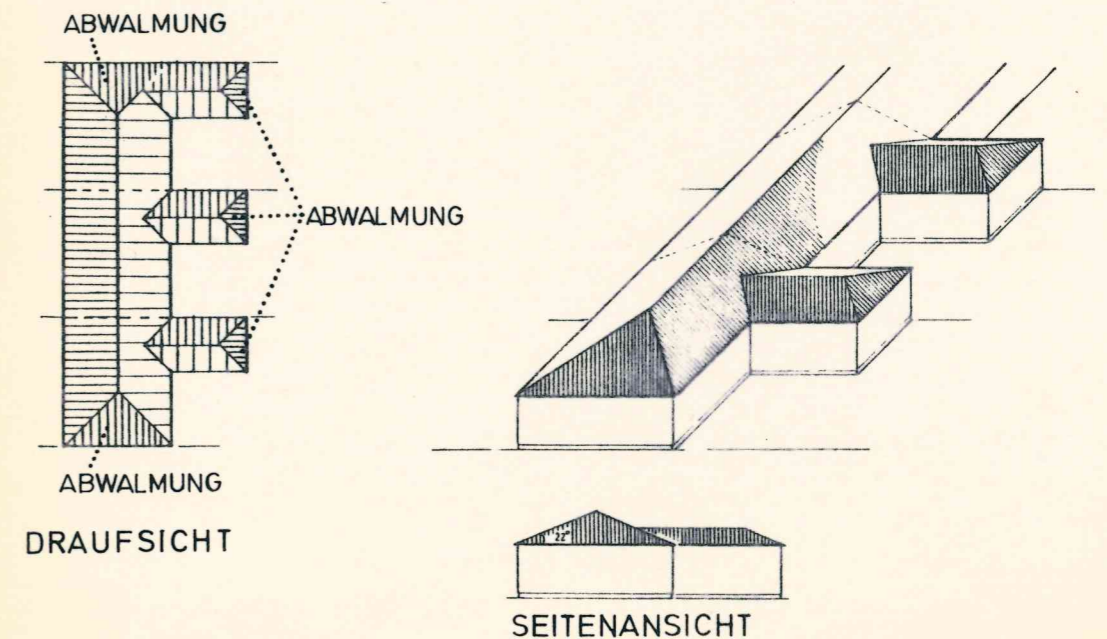 ABWALMUNG
ABWALMUNG
ABWALMUNG
DRAUFSICHT
22°
SEITENANSICHT